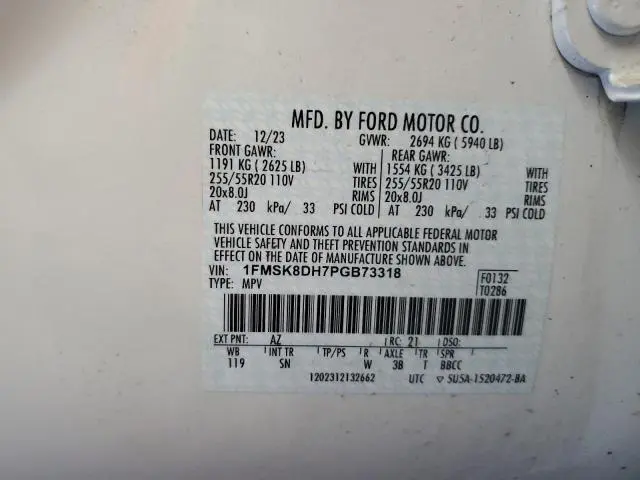 MFD. BY FORD MOTOR CO.
DATE: 12/23 GVWR: 2694 KG ( 5940 LB)
FRONT GAWR: REAR GAWR:
1191 KG ( 2625 LB) WITH 1554 KG ( 3425 LB) WITH
255/55R20 110V TIRES 255/55R20 110V TIRES
20x8.0J RIMS 20x8.0J RIMS
AT 230 kPa/ 33 PSI COLD AT 230 kPa/ 33 PSI COLD
THIS VEHICLE CONFORMS TO ALL APPLICABLE FEDERAL MOTOR
VEHICLE SAFETY AND THEFT PREVENTION STANDARDS IN
EFFECT ON THE DATE OF MANUFACTURE SHOWN ABOVE.
VIN: 1FMSK8DH7PGB73318 F0132
TYPE: MPV T0286
EXT PNT: AZ RC: 21 DSO:
WB INT TR TP/PS R AXLE TR SPR
119 SN W 3B T BBCC
1202312132662 UTC ▽ SU5A-1520472-BA